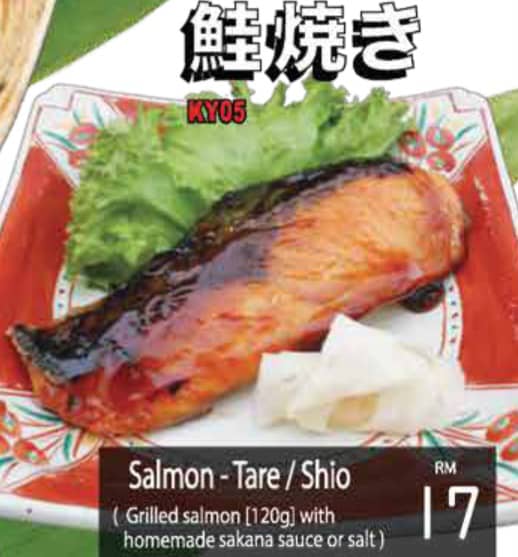 鮭焼き
KY05
Salmon - Tare / Shio
( Grilled salmon [120g] with
homemade sakana sauce or salt )
RM
17